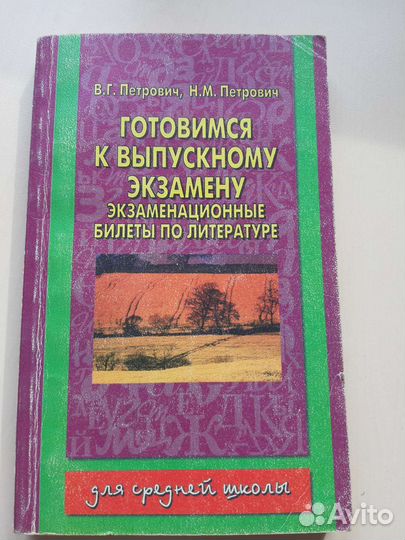 В.Г. Петрович, Н.М. Петрович
ГОТОВИМСЯ
К ВЫПУСКНОМУ
ЭКЗАМЕНУ
ЭКЗАМЕНАЦИОННЫЕ
БИЛЕТЫ ПО ЛИТЕРАТУРЕ
для средней школы
Avito